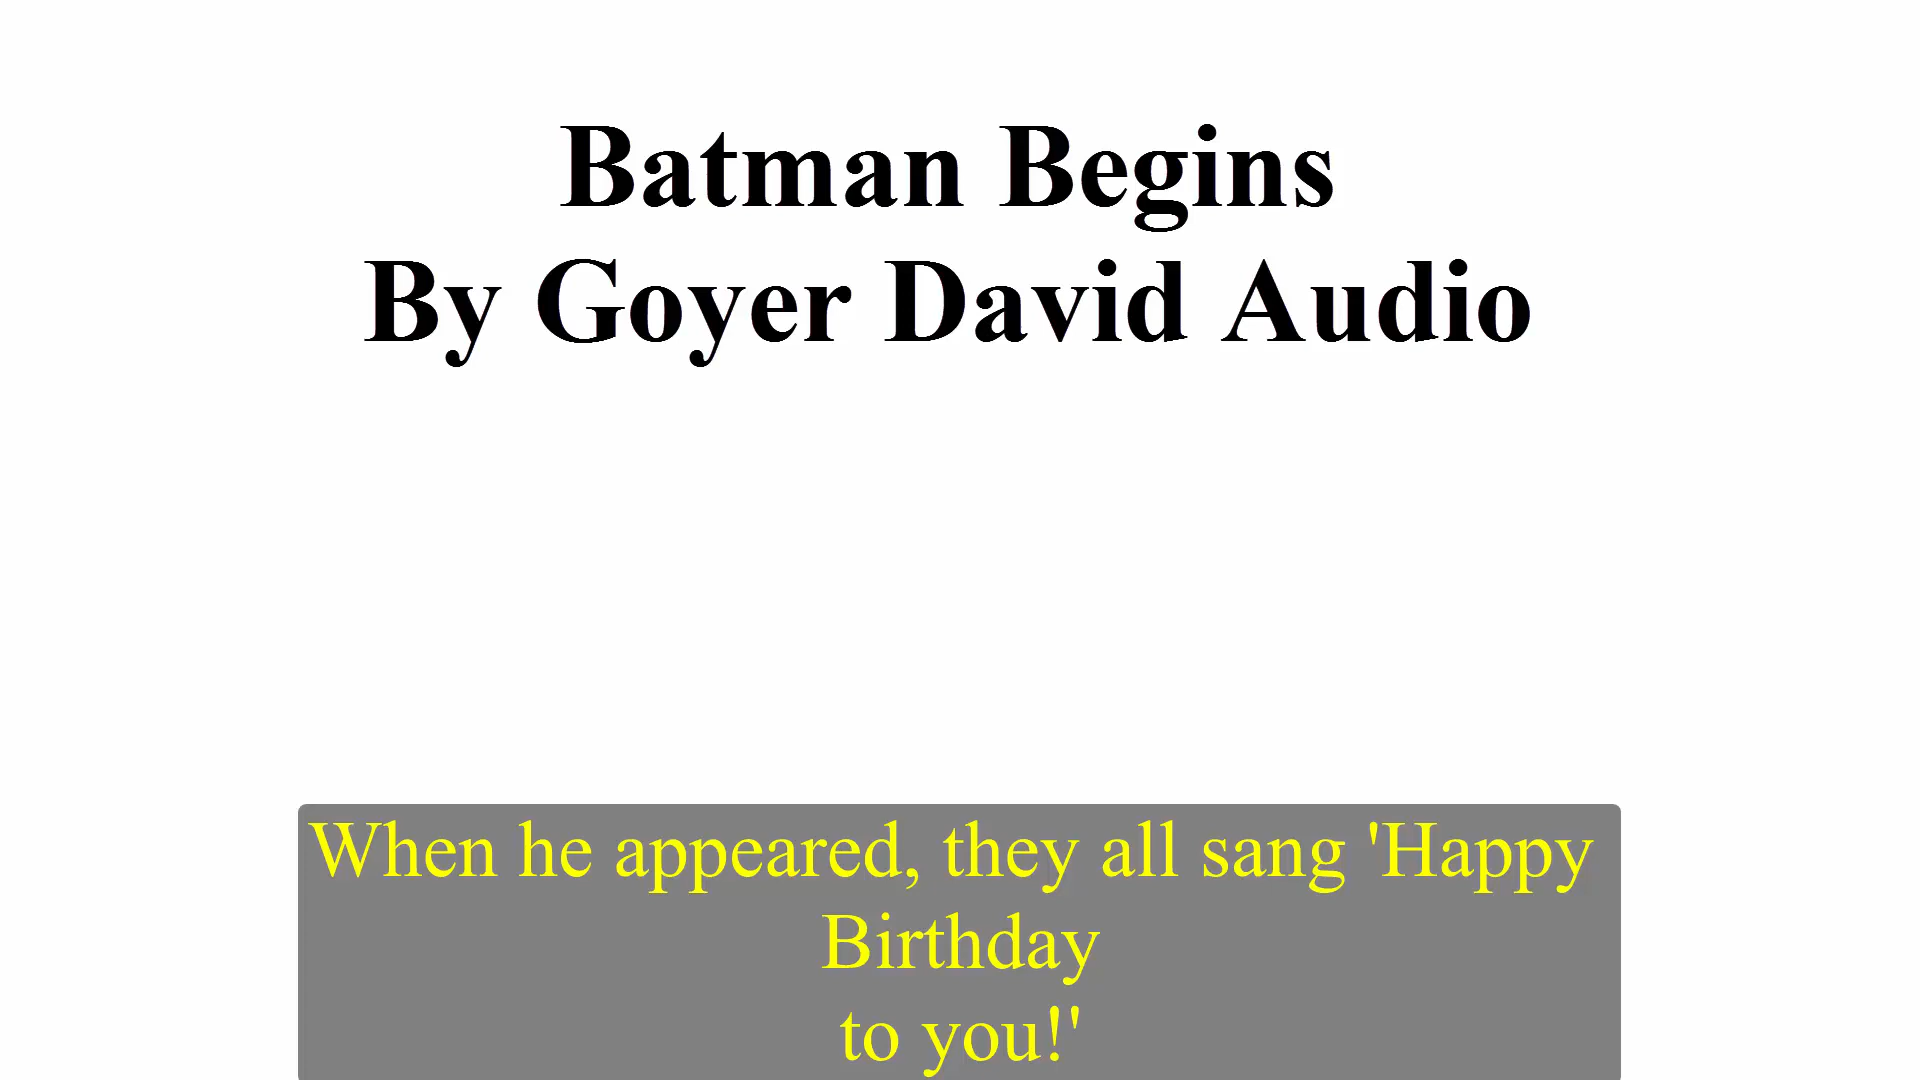 Batman Begins
By Goyer David Audio
When he appeared, they all sang 'Happy
Birthday
to you!'